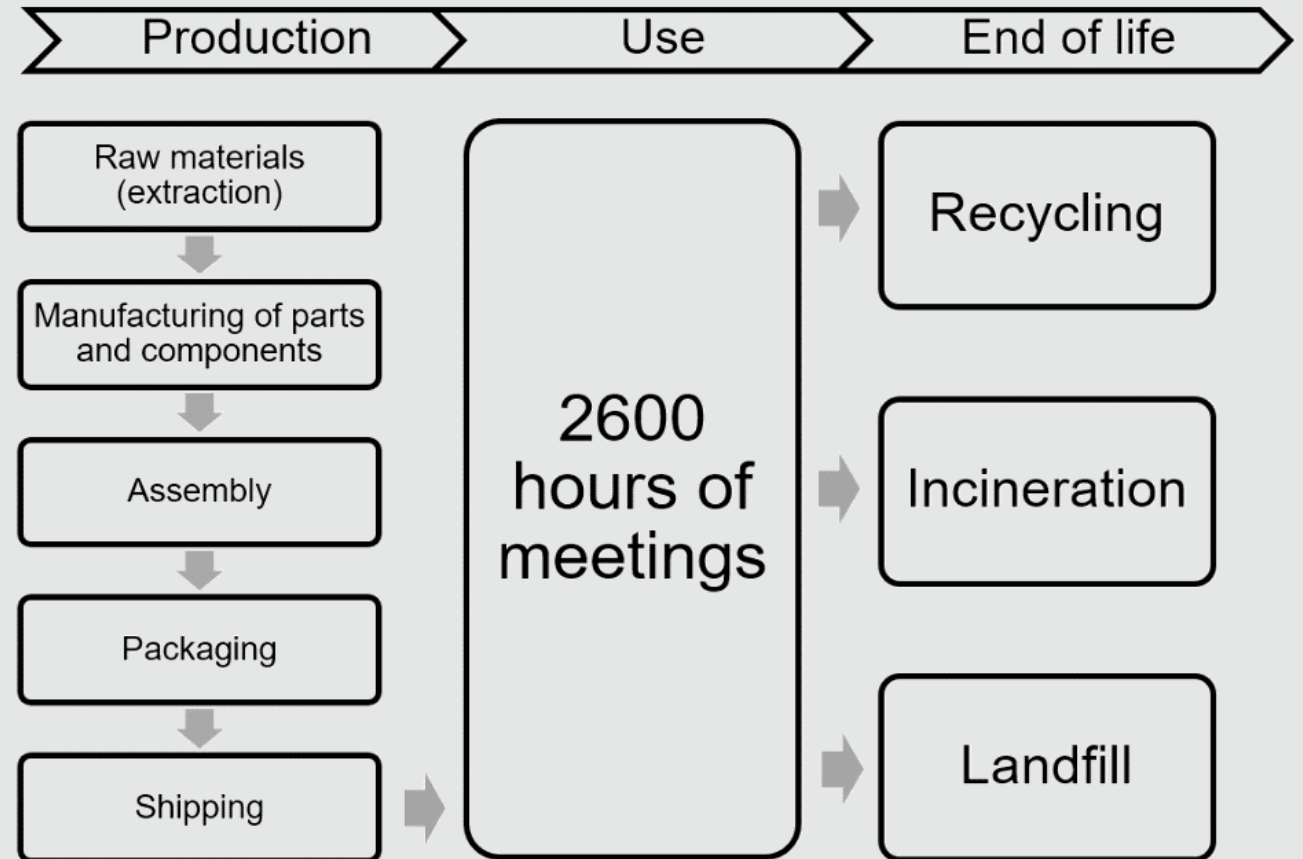 Production
Use
End of life
Raw materials
(extraction)
Manufacturing of parts
and components
Assembly
Packaging
Shipping
2600
hours of
meetings
Recycling
Incineration
Landfill